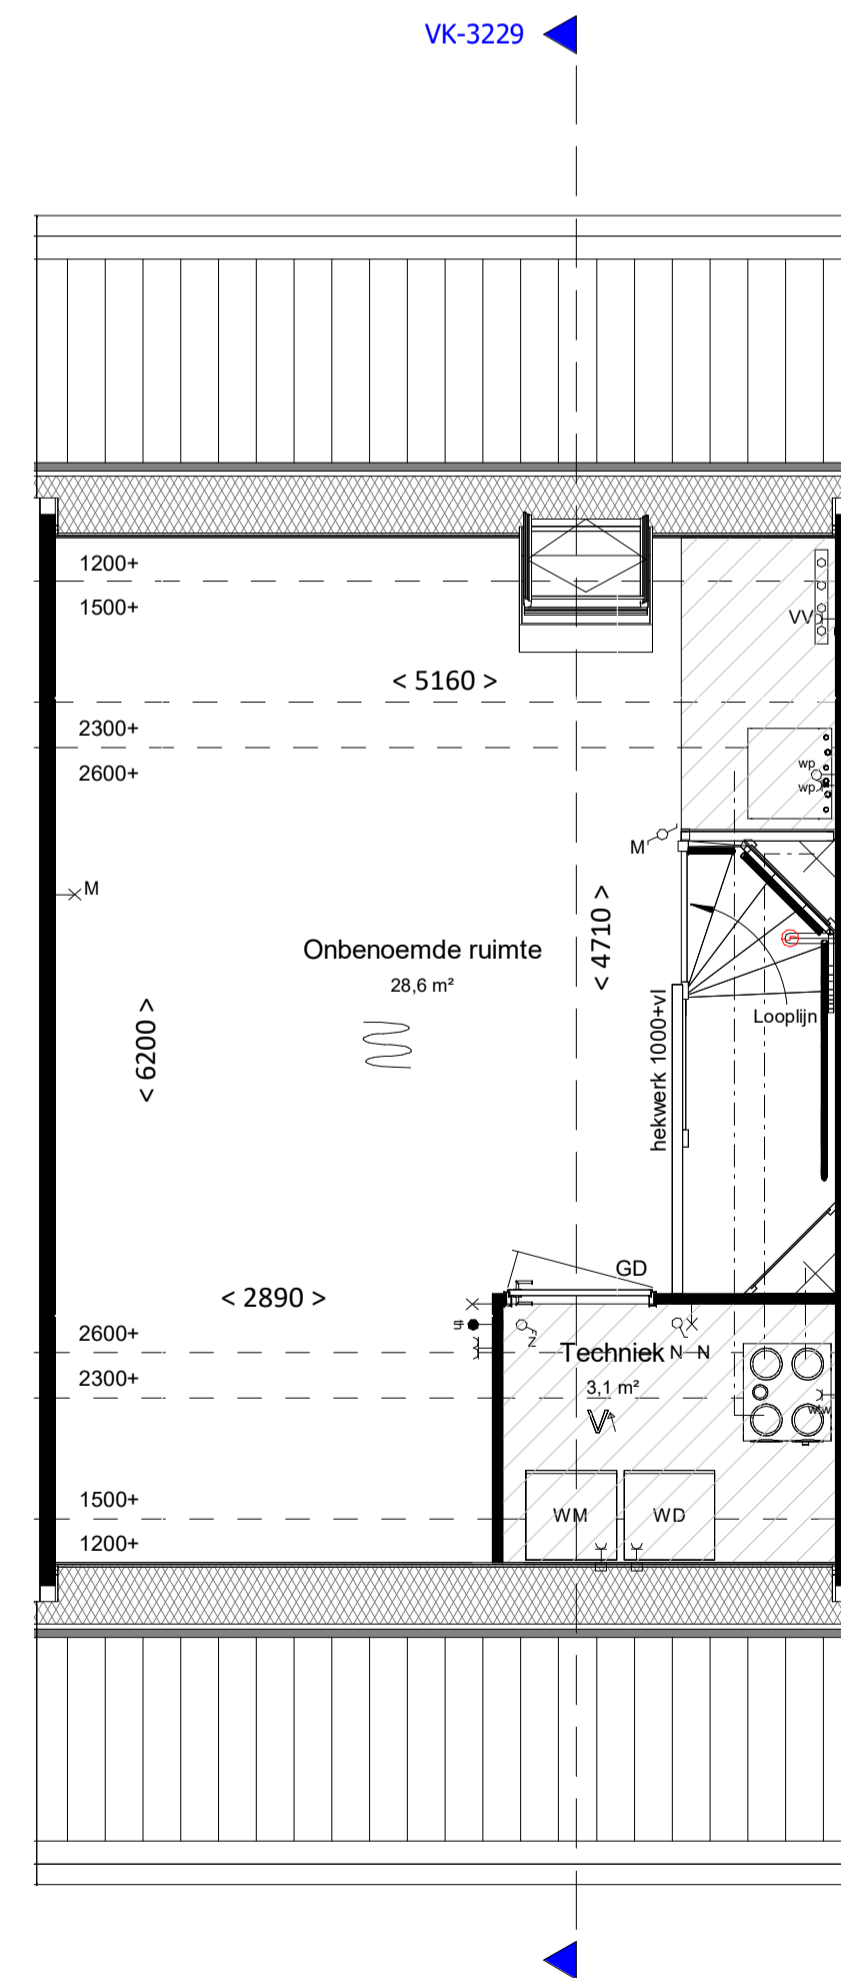 VK-3229
1200+
1500+
VV
< 5160 >
2300+
2600+
wp
wp
M
M
< 4710 >
Onbenoemde ruimte
28,6 m²
Looplijn
hekwerk 1000+vl
< 6200 >
GD
< 2890 >
2600+
Z
Techniek
N
N
2300+
3,1 m²
1500+
WM
WD
1200+